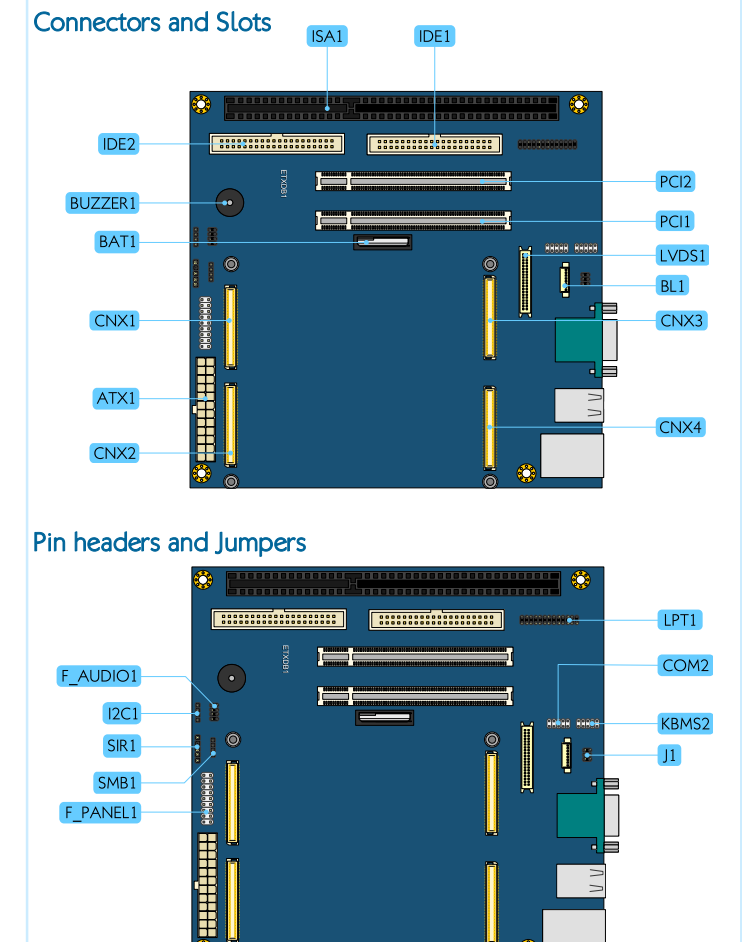 Connectors and Slots
ISA1
IDE1
IDE2
ETXDB1
PCI2
BUZZER1
PCI1
BAT1
LVDS1
BL1
CNX1
CNX3
ATX1
CNX4
CNX2
Pin headers and Jumpers
LPT1
ETXDB1
COM2
F_AUDIO1
I2C1
KBMS2
SIR1
J1
SMB1
F_PANEL1